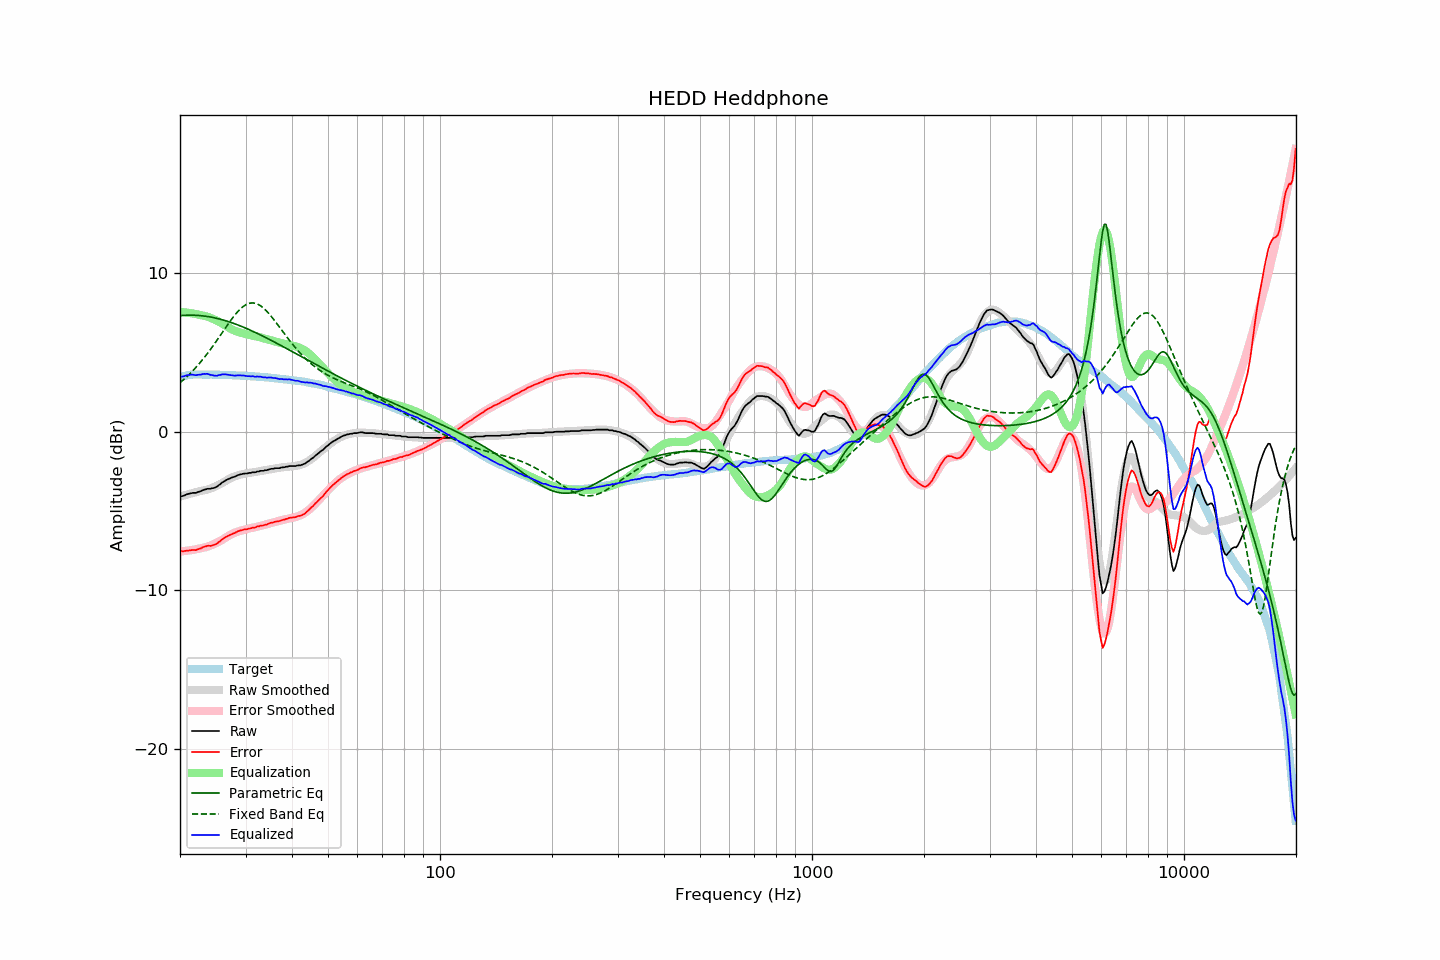 HEDD Heddphone
Amplitude (dBr)
10
0
−10
−20
Target
Raw Smoothed
Error Smoothed
Raw
Error
Equalization
Parametric Eq
Fixed Band Eq
Equalized
100
1000
10000
Frequency (Hz)